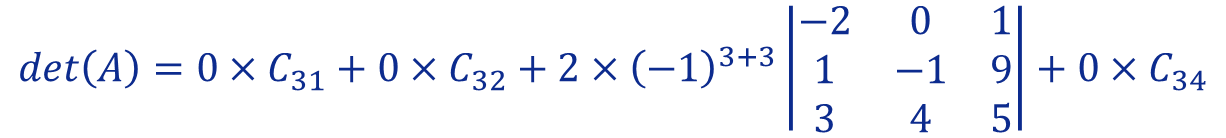 det(A) = 0 × C₃₁ + 0 × C₃₂ + 2 × (−1)³⁺³ |−2 0 1; 1 −1 9; 3 4 5| + 0 × C₃₄